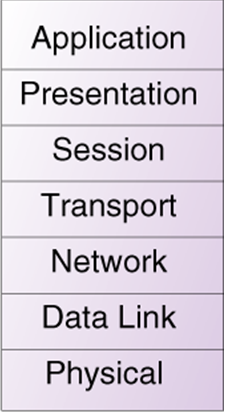 Application
Presentation
Session
Transport
Network
Data Link
Physical